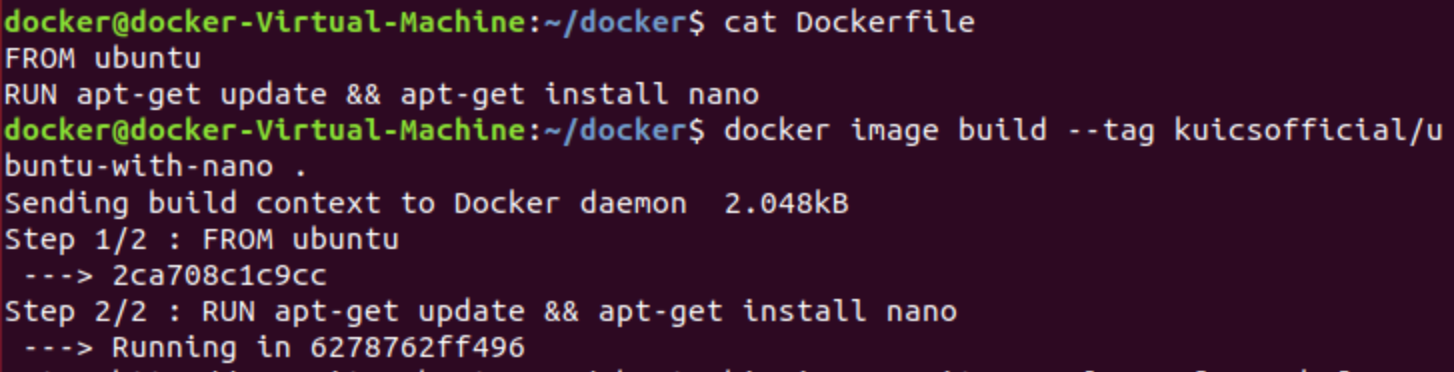 docker@docker-Virtual-Machine:~/docker$ cat Dockerfile
FROM ubuntu
RUN apt-get update && apt-get install nano
docker@docker-Virtual-Machine:~/docker$ docker image build --tag kuicsofficial/u
buntu-with-nano .
Sending build context to Docker daemon  2.048kB
Step 1/2 : FROM ubuntu
 ---> 2ca708c1c9cc
Step 2/2 : RUN apt-get update && apt-get install nano
 ---> Running in 6278762ff496